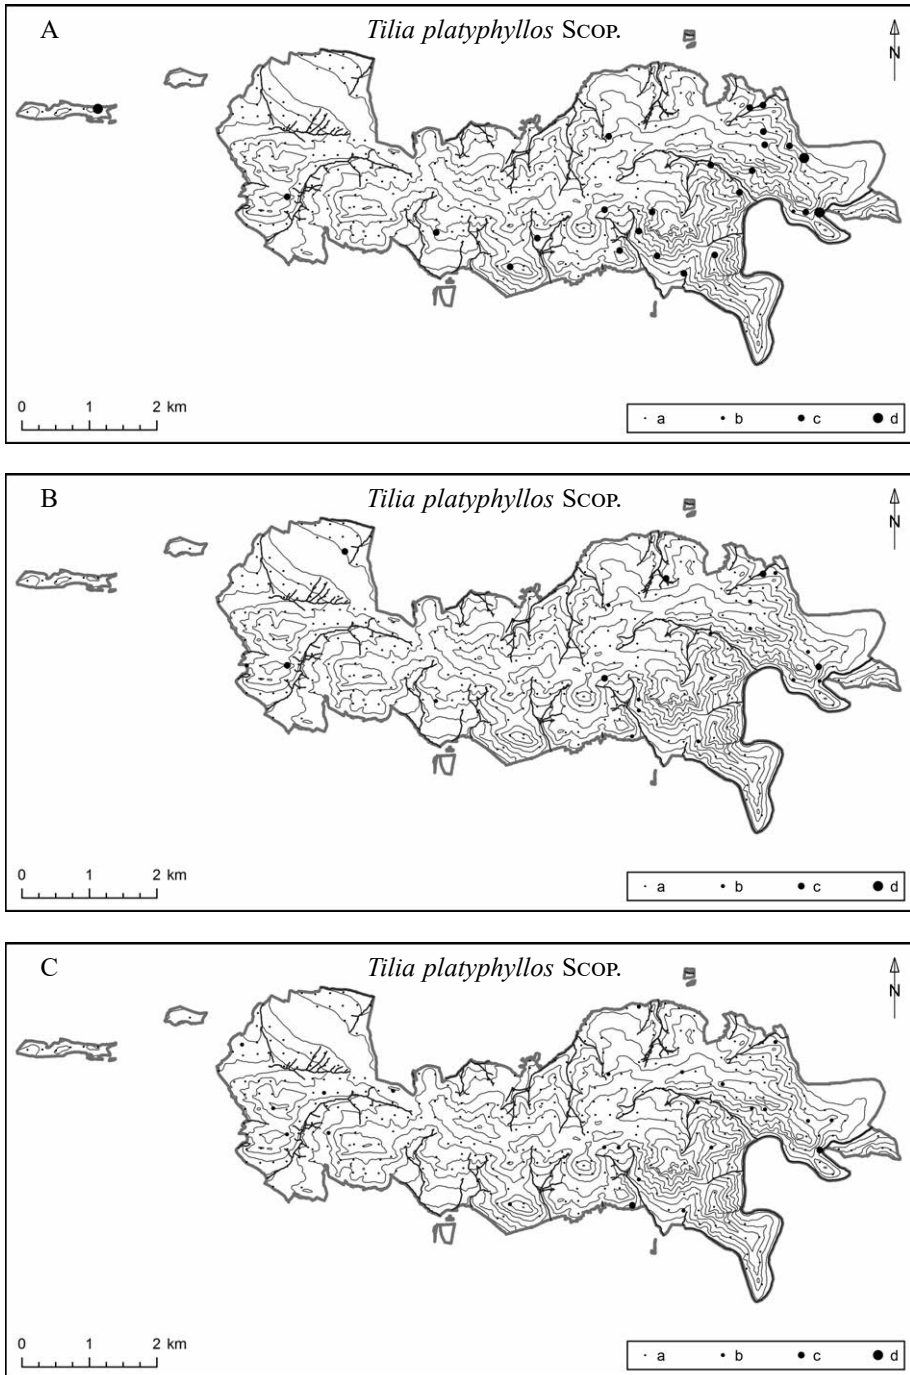 A
Tilia platyphyllos SCOP.
N
0 1 2 km
a b c d
B
Tilia platyphyllos SCOP.
N
0 1 2 km
a b c d
C
Tilia platyphyllos SCOP.
N
0 1 2 km
a b c d